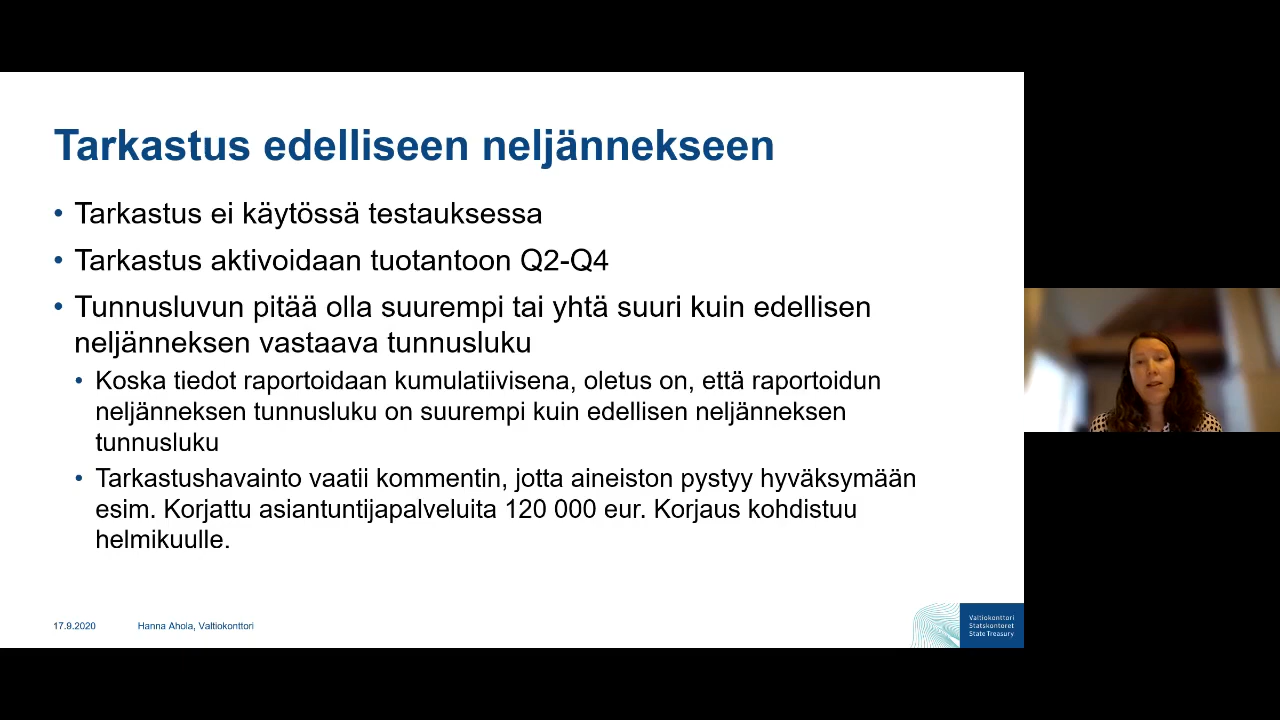 Tarkastus edelliseen neljännekseen
• Tarkastus ei käytössä testauksessa
• Tarkastus aktivoidaan tuotantoon Q2-Q4
• Tunnusluvun pitää olla suurempi tai yhtä suuri kuin edellisen
neljänneksen vastaava tunnusluku
• Koska tiedot raportoidaan kumulatiivisena, oletus on, että raportoidun
neljänneksen tunnusluku on suurempi kuin edellisen neljänneksen
tunnusluku
• Tarkastushavainto vaatii kommentin, jotta aineiston pystyy hyväksymään
esim. Korjattu asiantuntijapalveluita 120 000 eur. Korjaus kohdistuu
helmikuulle.
17.9.2020 Hanna Ahola, Valtiokonttori
Valtiokonttori
Statskontoret
State Treasury